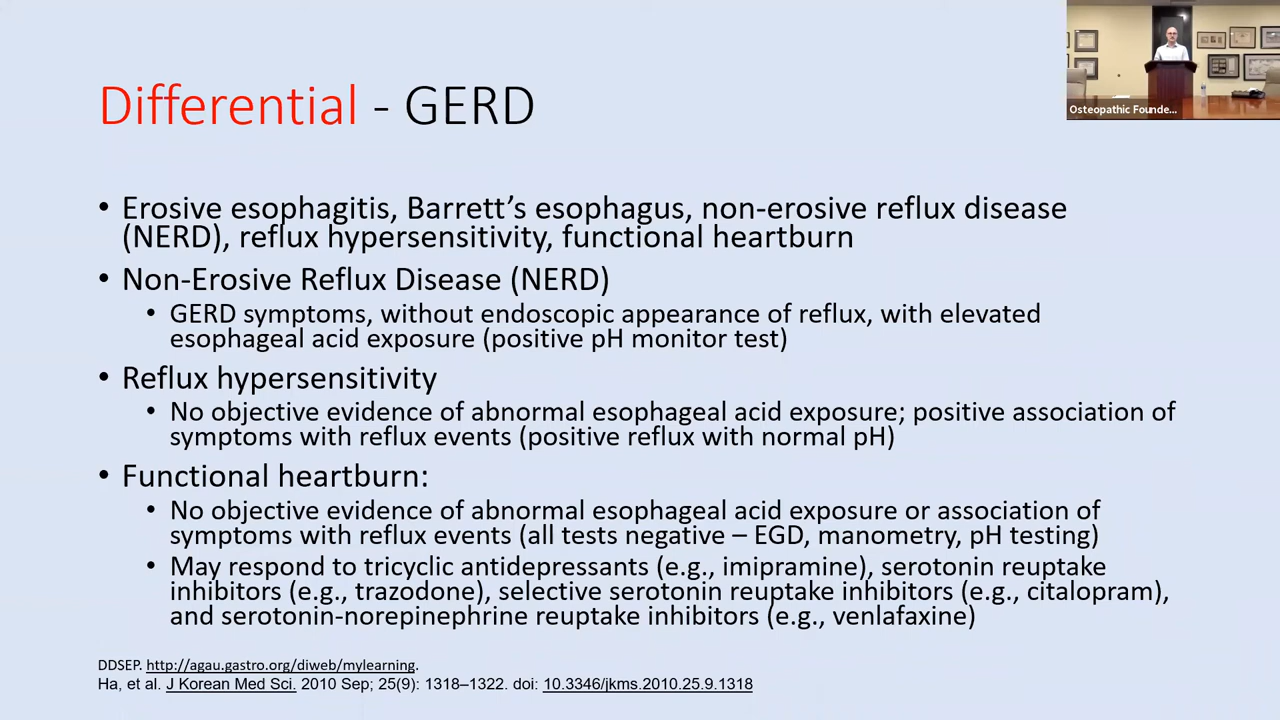 Differential - GERD
Osteopathic Founde...
• Erosive esophagitis, Barrett’s esophagus, non-erosive reflux disease
(NERD), reflux hypersensitivity, functional heartburn
• Non-Erosive Reflux Disease (NERD)
• GERD symptoms, without endoscopic appearance of reflux, with elevated
esophageal acid exposure (positive pH monitor test)
• Reflux hypersensitivity
• No objective evidence of abnormal esophageal acid exposure; positive association of
symptoms with reflux events (positive reflux with normal pH)
• Functional heartburn:
• No objective evidence of abnormal esophageal acid exposure or association of
symptoms with reflux events (all tests negative – EGD, manometry, pH testing)
• May respond to tricyclic antidepressants (e.g., imipramine), serotonin reuptake
inhibitors (e.g., trazodone), selective serotonin reuptake inhibitors (e.g., citalopram),
and serotonin-norepinephrine reuptake inhibitors (e.g., venlafaxine)
DDSEP. http://agau.gastro.org/diweb/mylearning.
Ha, et al. J Korean Med Sci. 2010 Sep; 25(9): 1318–1322. doi: 10.3346/jkms.2010.25.9.1318